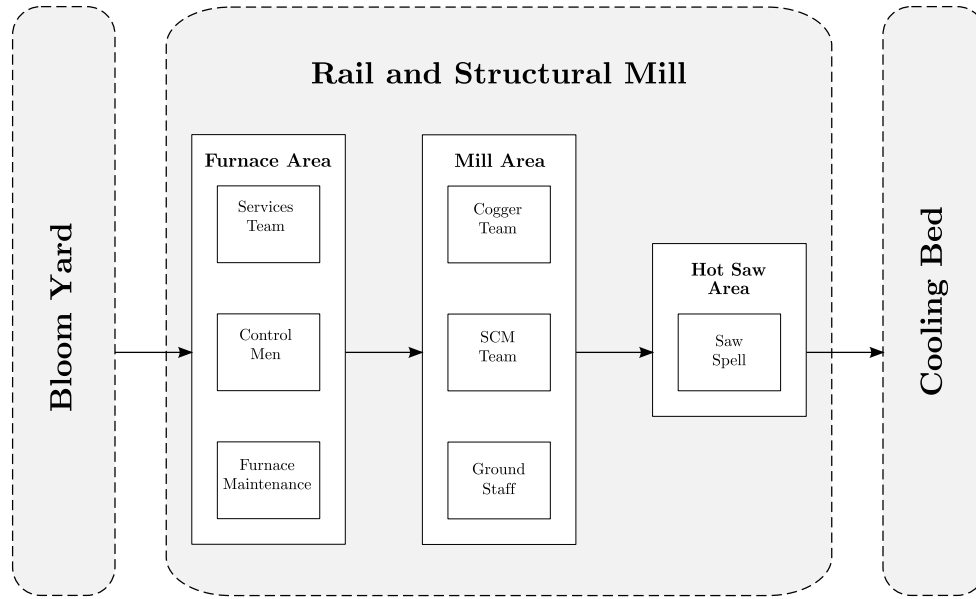 Bloom Yard
Rail and Structural Mill
Furnace Area
Services
Team
Control
Men
Furnace
Maintenance
Mill Area
Cogger
Team
SCM
Team
Ground
Staff
Hot Saw
Area
Saw
Spell
Cooling Bed